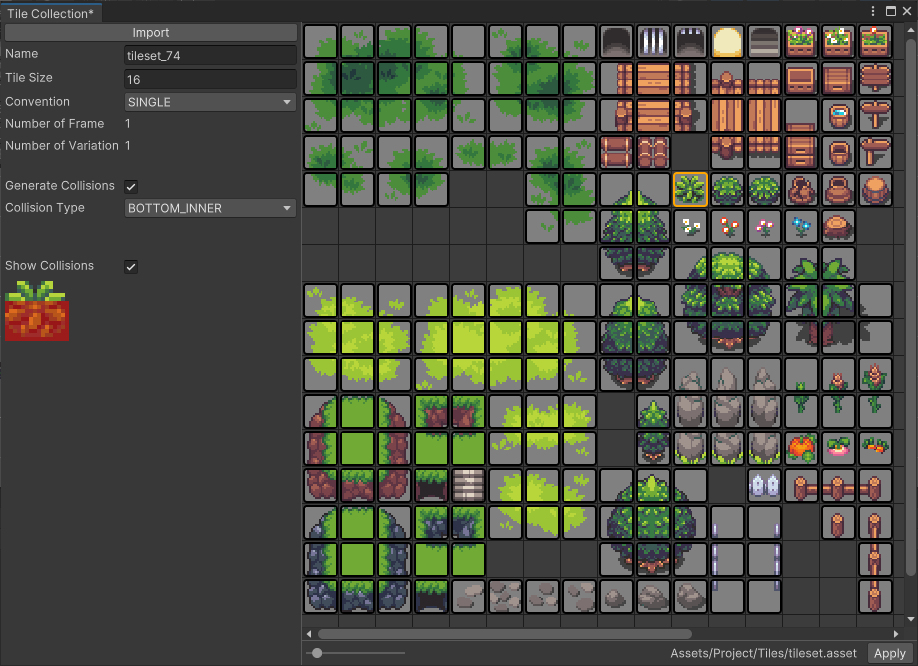 Tile Collection*
Import
Name tileset_74
Tile Size 16
Convention SINGLE
Number of Frame 1
Number of Variation 1
Generate Collisions
Collision Type BOTTOM_INNER
Show Collisions
Assets/Project/Tiles/tileset.asset Apply